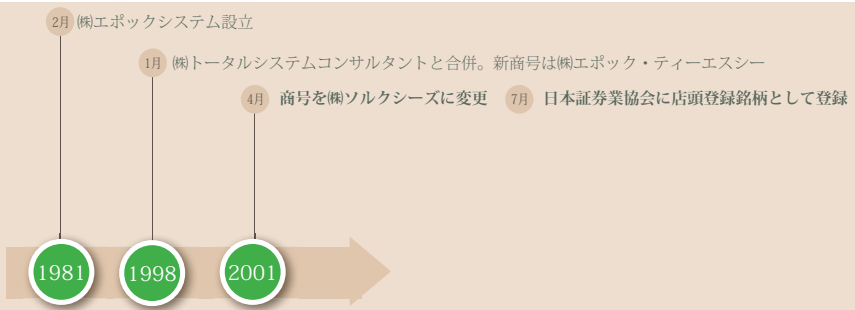 2月 ㈱エポックシステム設立
1月 ㈱トータルシステムコンサルタントと合併。新商号は㈱エポック・ティーエスシー
4月 商号を㈱ソルクシーズに変更 7月 日本証券業協会に店頭登録銘柄として登録
1981 1998 2001